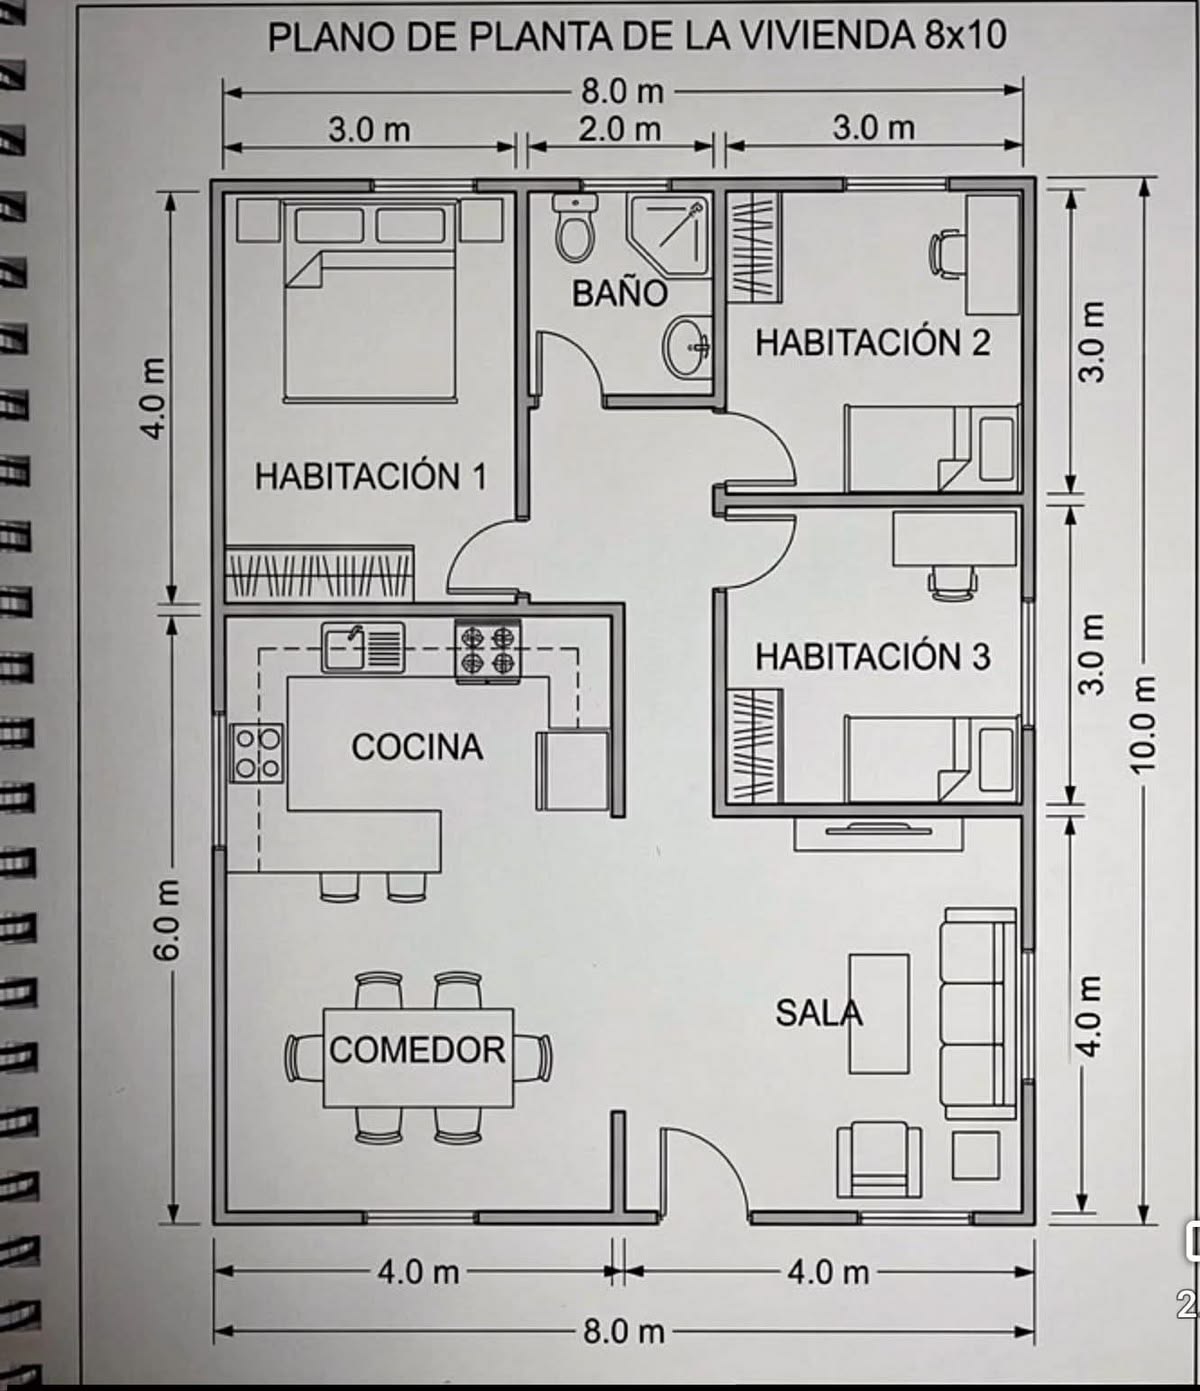 PLANO DE PLANTA DE LA VIVIENDA 8x10
8.0 m
3.0 m
2.0 m
3.0 m
BAÑO
HABITACIÓN 2
3.0 m
4.0 m
HABITACIÓN 1
HABITACIÓN 3
3.0 m
10.0 m
COCINA
6.0 m
SALA
4.0 m
COMEDOR
4.0 m
4.0 m
8.0 m